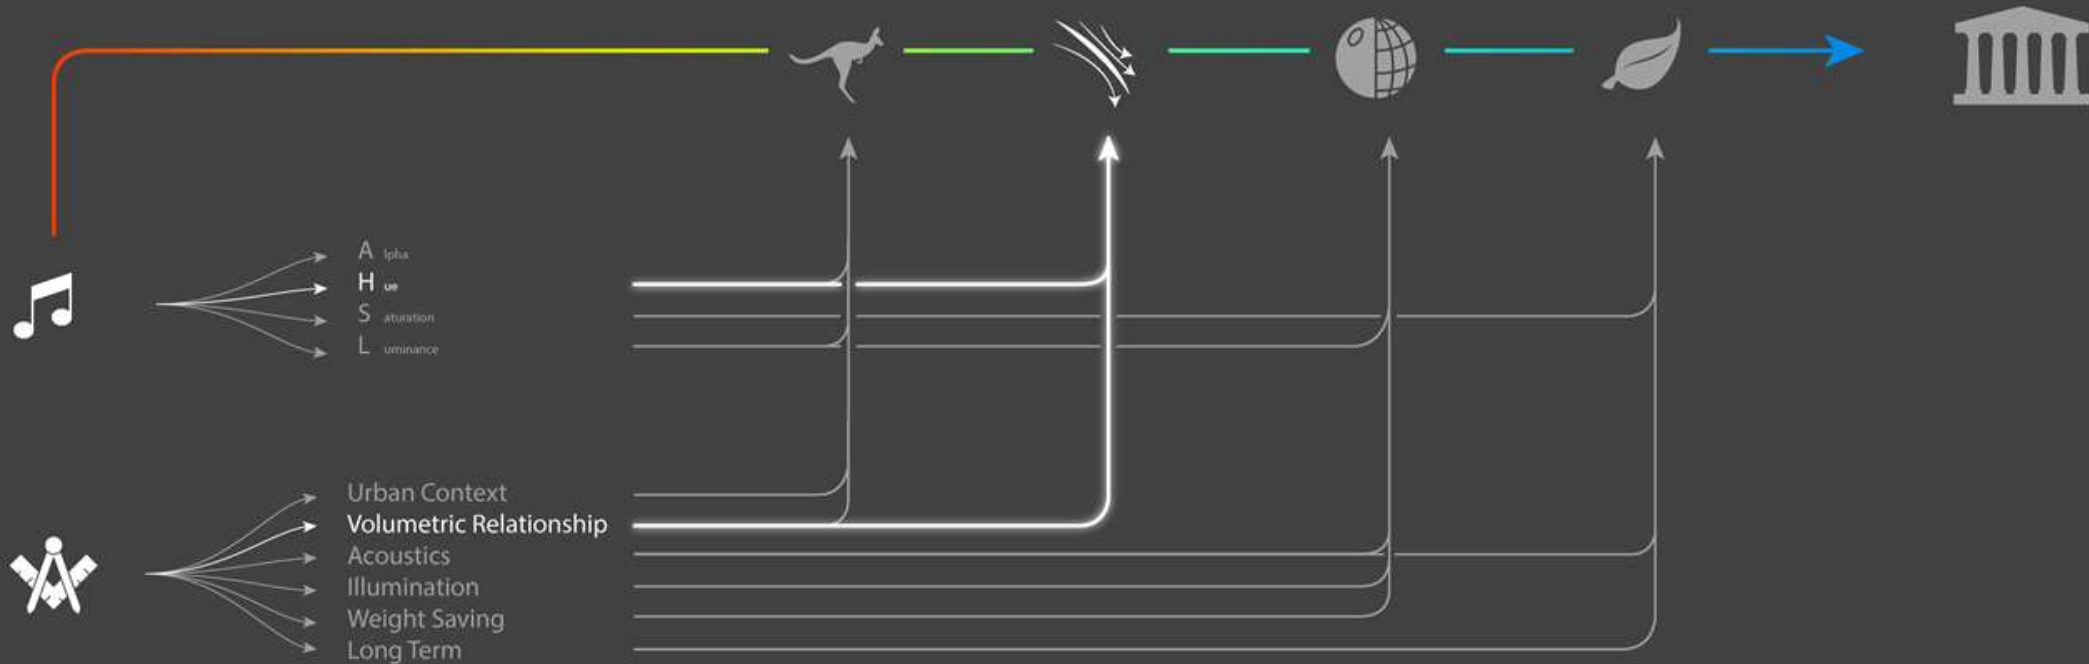 A lpha
H ue
S aturation
L uminance
Urban Context
Volumetric Relationship
Acoustics
Illumination
Weight Saving
Long Term